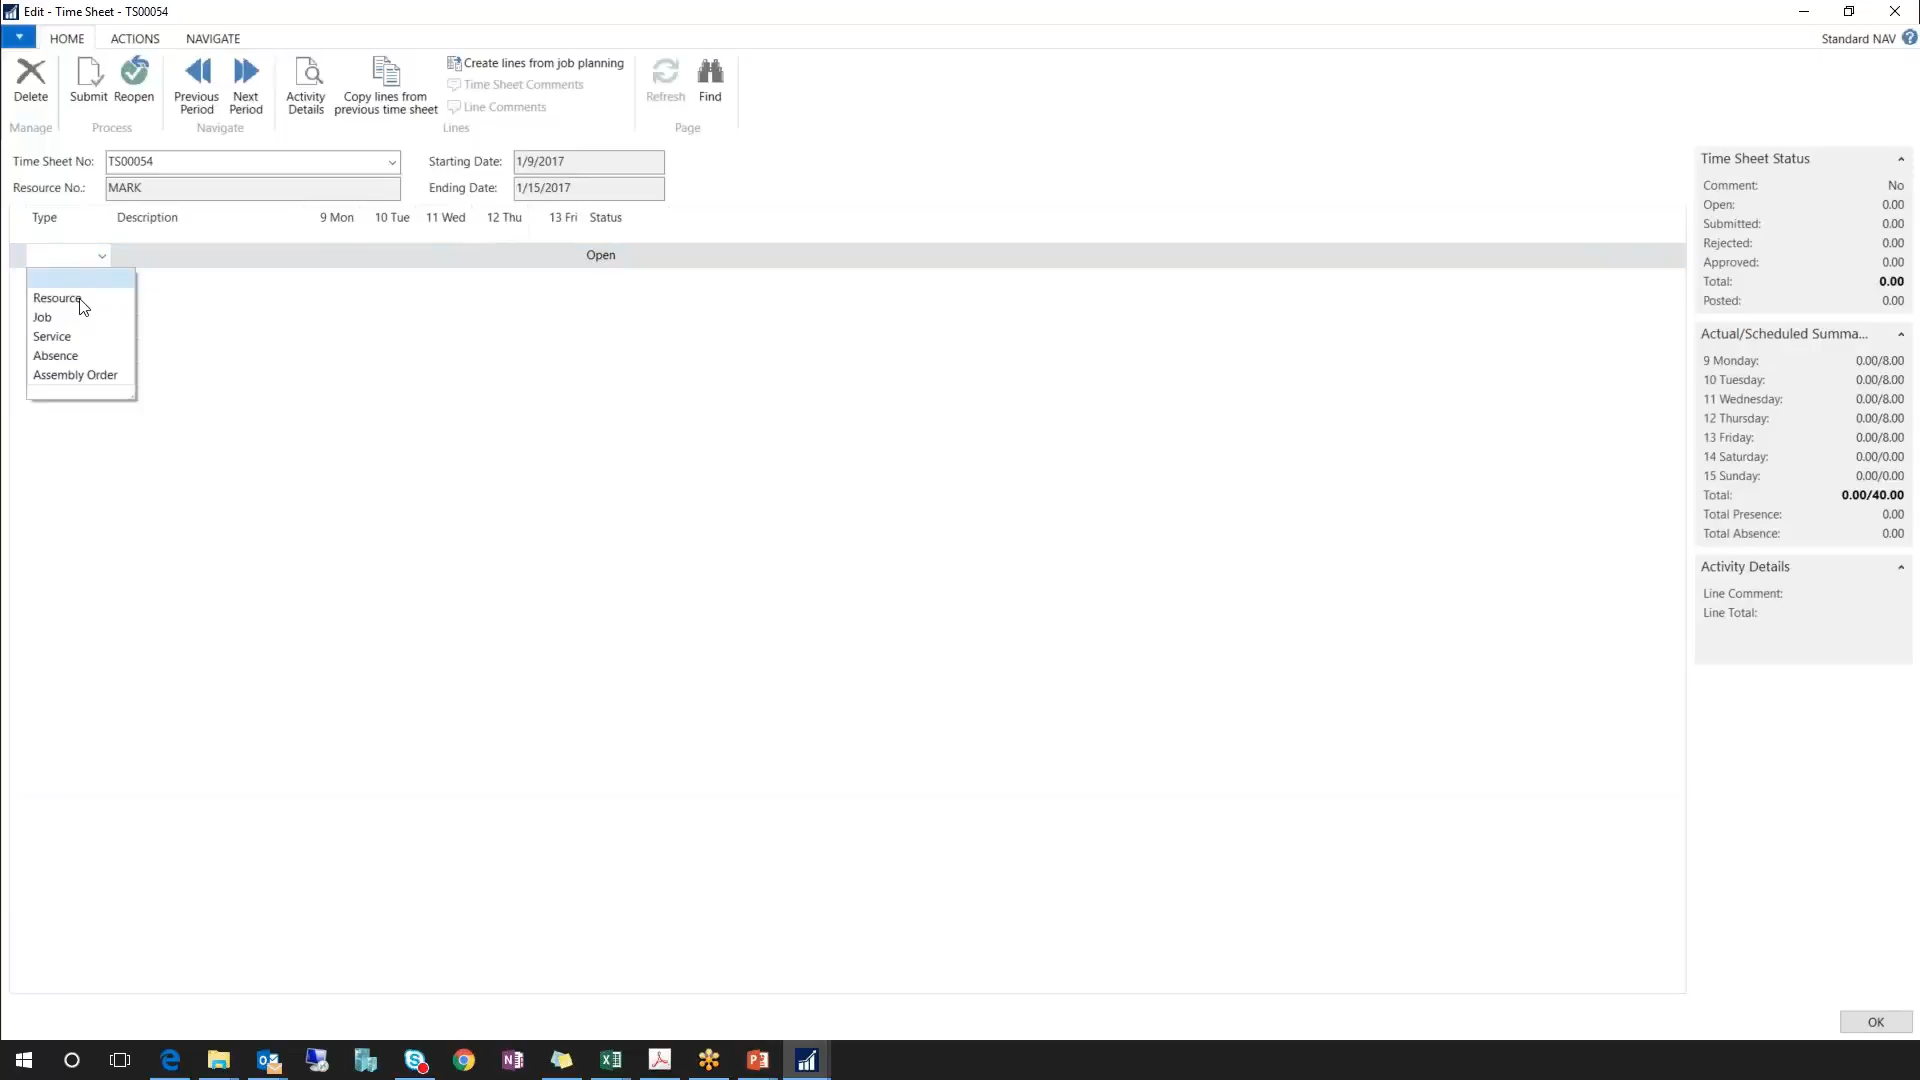 Edit - Time Sheet - TS00054
HOME ACTIONS NAVIGATE Standard NAV
Delete
Submit
Reopen
Previous Period
Next Period
Activity Details
Copy lines from previous time sheet
Create lines from job planning
Time Sheet Comments
Line Comments
Refresh
Find
Manage Process Navigate Lines Page
Time Sheet No: TS00054 Starting Date: 1/9/2017
Resource No.: MARK Ending Date: 1/15/2017
Type Description 9 Mon 10 Tue 11 Wed 12 Thu 13 Fri Status
Open
Resource
Job
Service
Absence
Assembly Order
Time Sheet Status
Comment: No
Open: 0.00
Submitted: 0.00
Rejected: 0.00
Approved: 0.00
Total: 0.00
Posted: 0.00
Actual/Scheduled Summa...
9 Monday: 0.00/8.00
10 Tuesday: 0.00/8.00
11 Wednesday: 0.00/8.00
12 Thursday: 0.00/8.00
13 Friday: 0.00/8.00
14 Saturday: 0.00/0.00
15 Sunday: 0.00/0.00
Total: 0.00/40.00
Total Presence: 0.00
Total Absence: 0.00
Activity Details
Line Comment:
Line Total:
OK